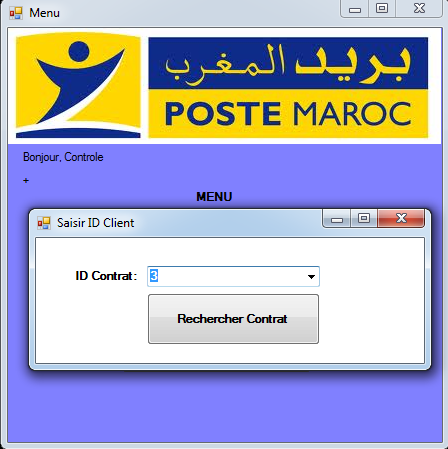 Menu
بريد المغرب
POSTE MAROC
Bonjour, Controle
+
MENU
Saisir ID Client
ID Contrat: 3
Rechercher Contrat